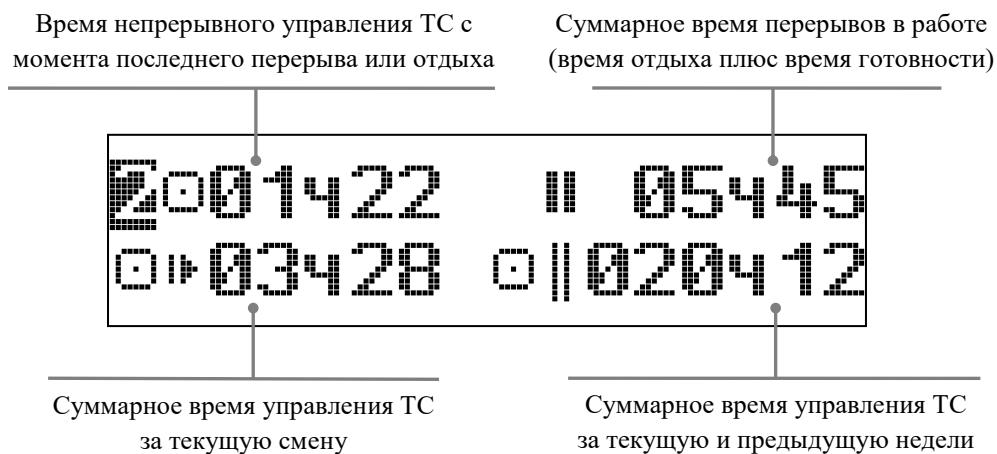 Время непрерывного управления ТС с
момента последнего перерыва или отдыха
Суммарное время перерывов в работе
(время отдыха плюс время готовности)
2 01ч22 05ч45
03ч28 020ч12
Суммарное время управления ТС
за текущую смену
Суммарное время управления ТС
за текущую и предыдущую недели